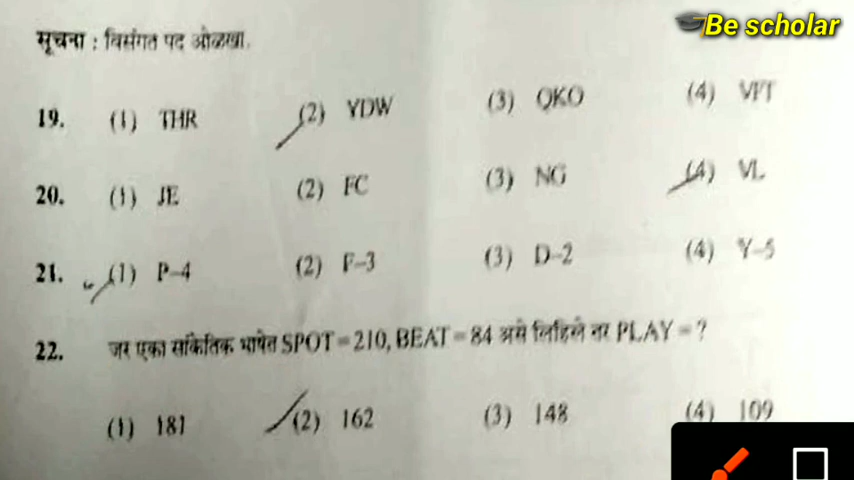 Be scholar
सूचना : विसंगत पद ओळखा.
19. (1) THR (2) YDW (3) QKO (4) VFT
20. (1) JE (2) FC (3) NG (4) VL
21. (1) P-4 (2) F-3 (3) D-2 (4) Y-5
22. जर एका सांकेतिक भाषेत SPOT = 210, BEAT = 84 असे लिहिले तर PLAY = ?
(1) 181 (2) 162 (3) 148 (4) 109